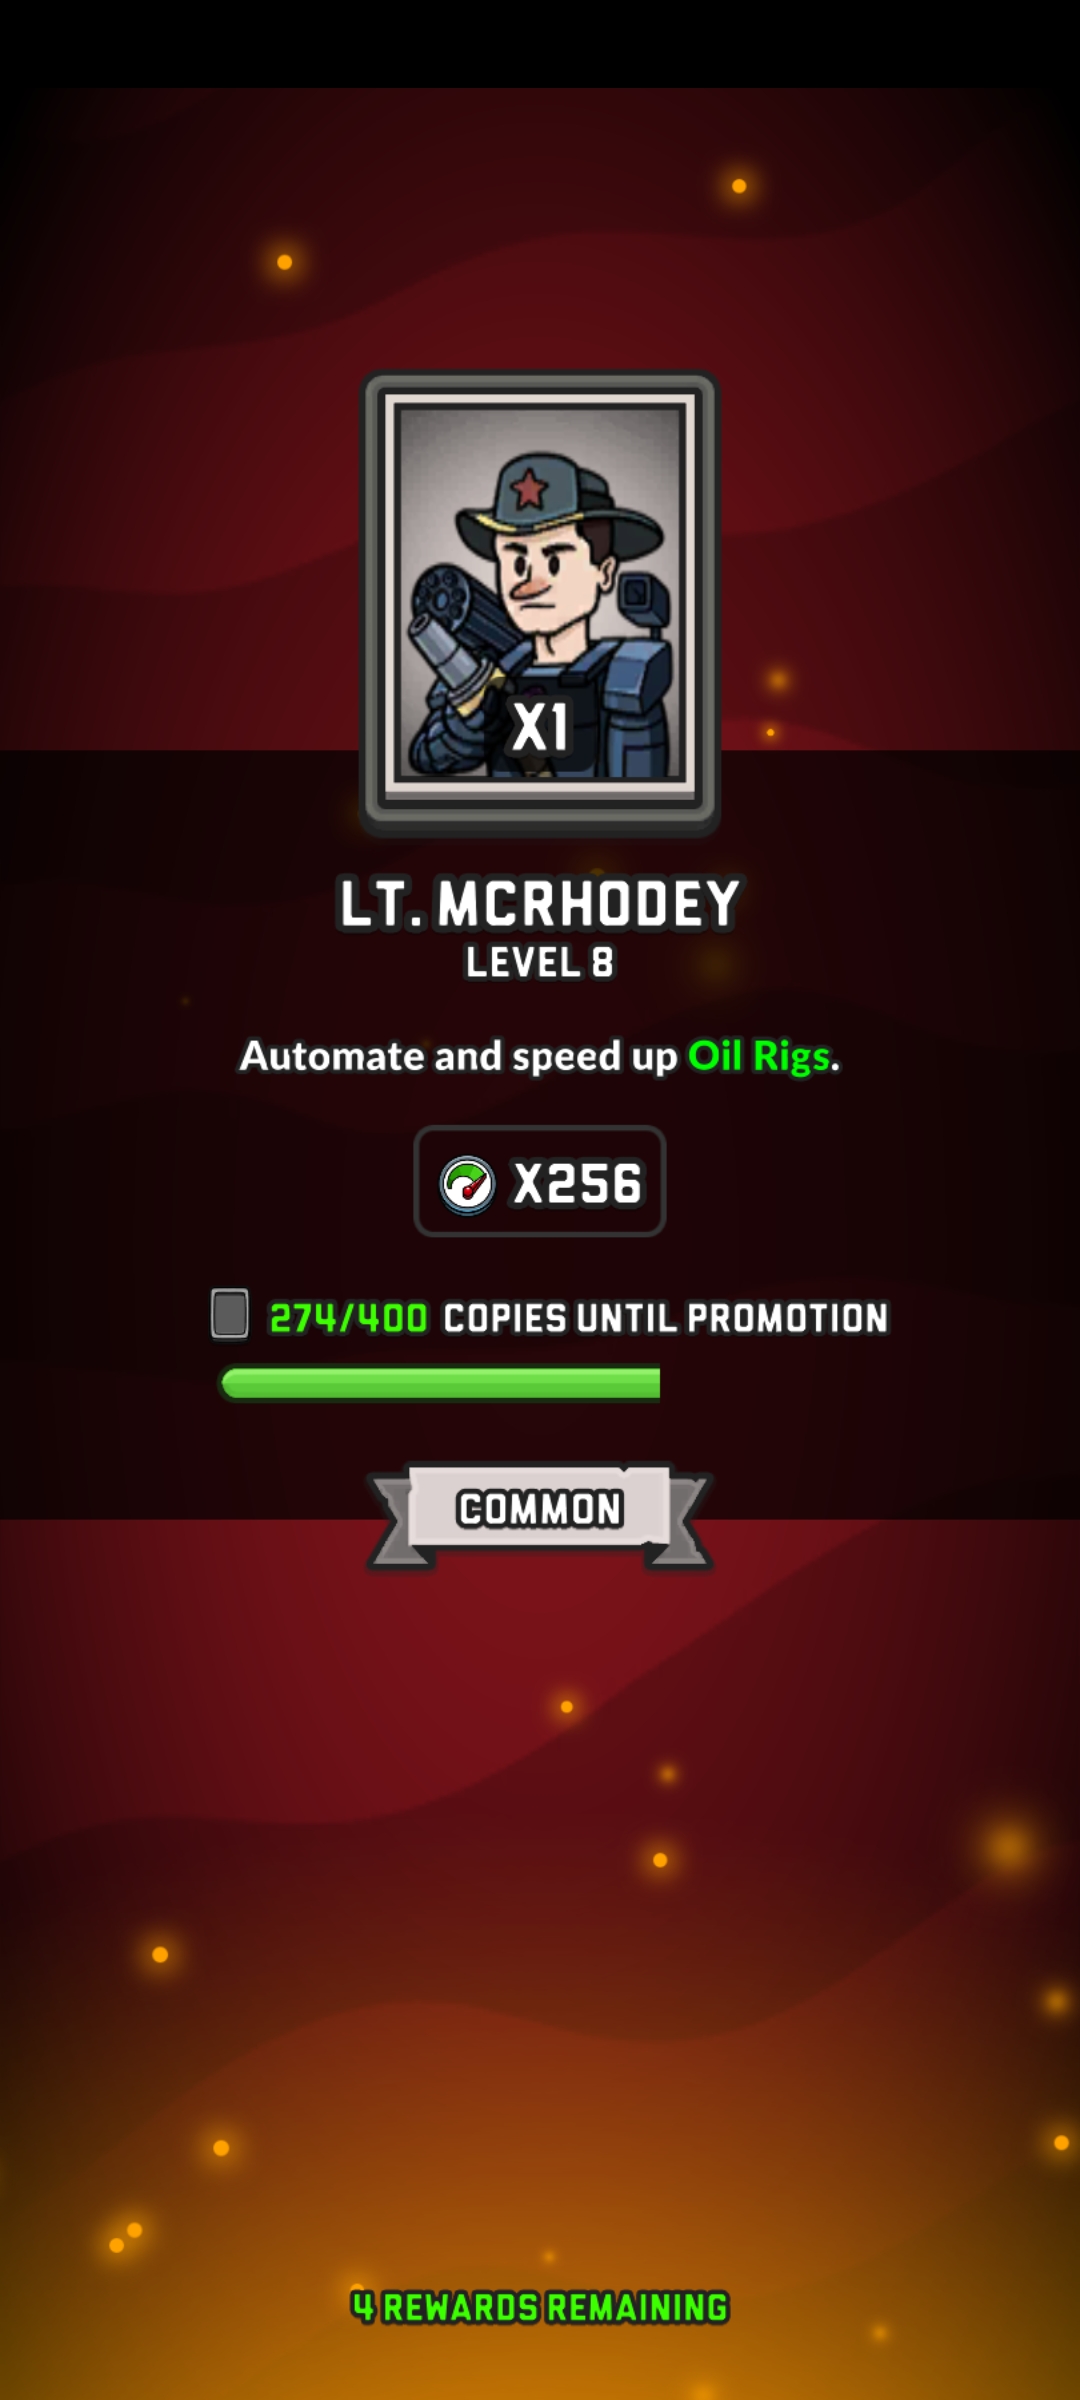 X1
LT. MCRHODEY
LEVEL 8
Automate and speed up Oil Rigs.
X256
274/400 COPIES UNTIL PROMOTION
COMMON
4 REWARDS REMAINING